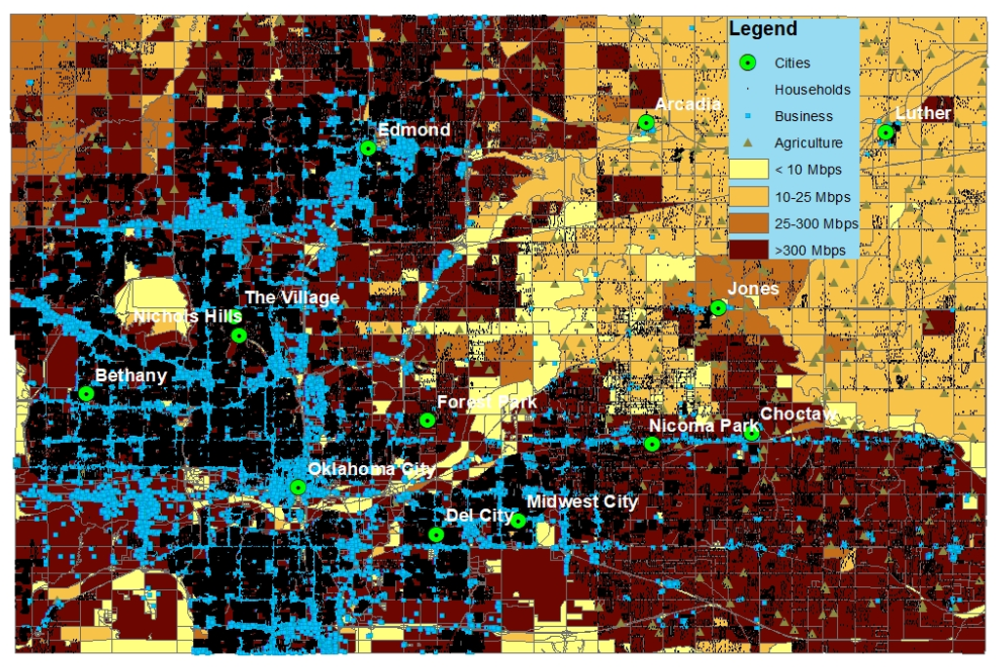 Legend
Cities
Households
Business
Agriculture
< 10 Mbps
10-25 Mbps
25-300 Mbps
>300 Mbps
Arcadia
Luther
Edmond
Jones
The Village
Nichols Hills
Bethany
Forest Park
Choctaw
Nicoma Park
Oklahoma City
Midwest City
Del City